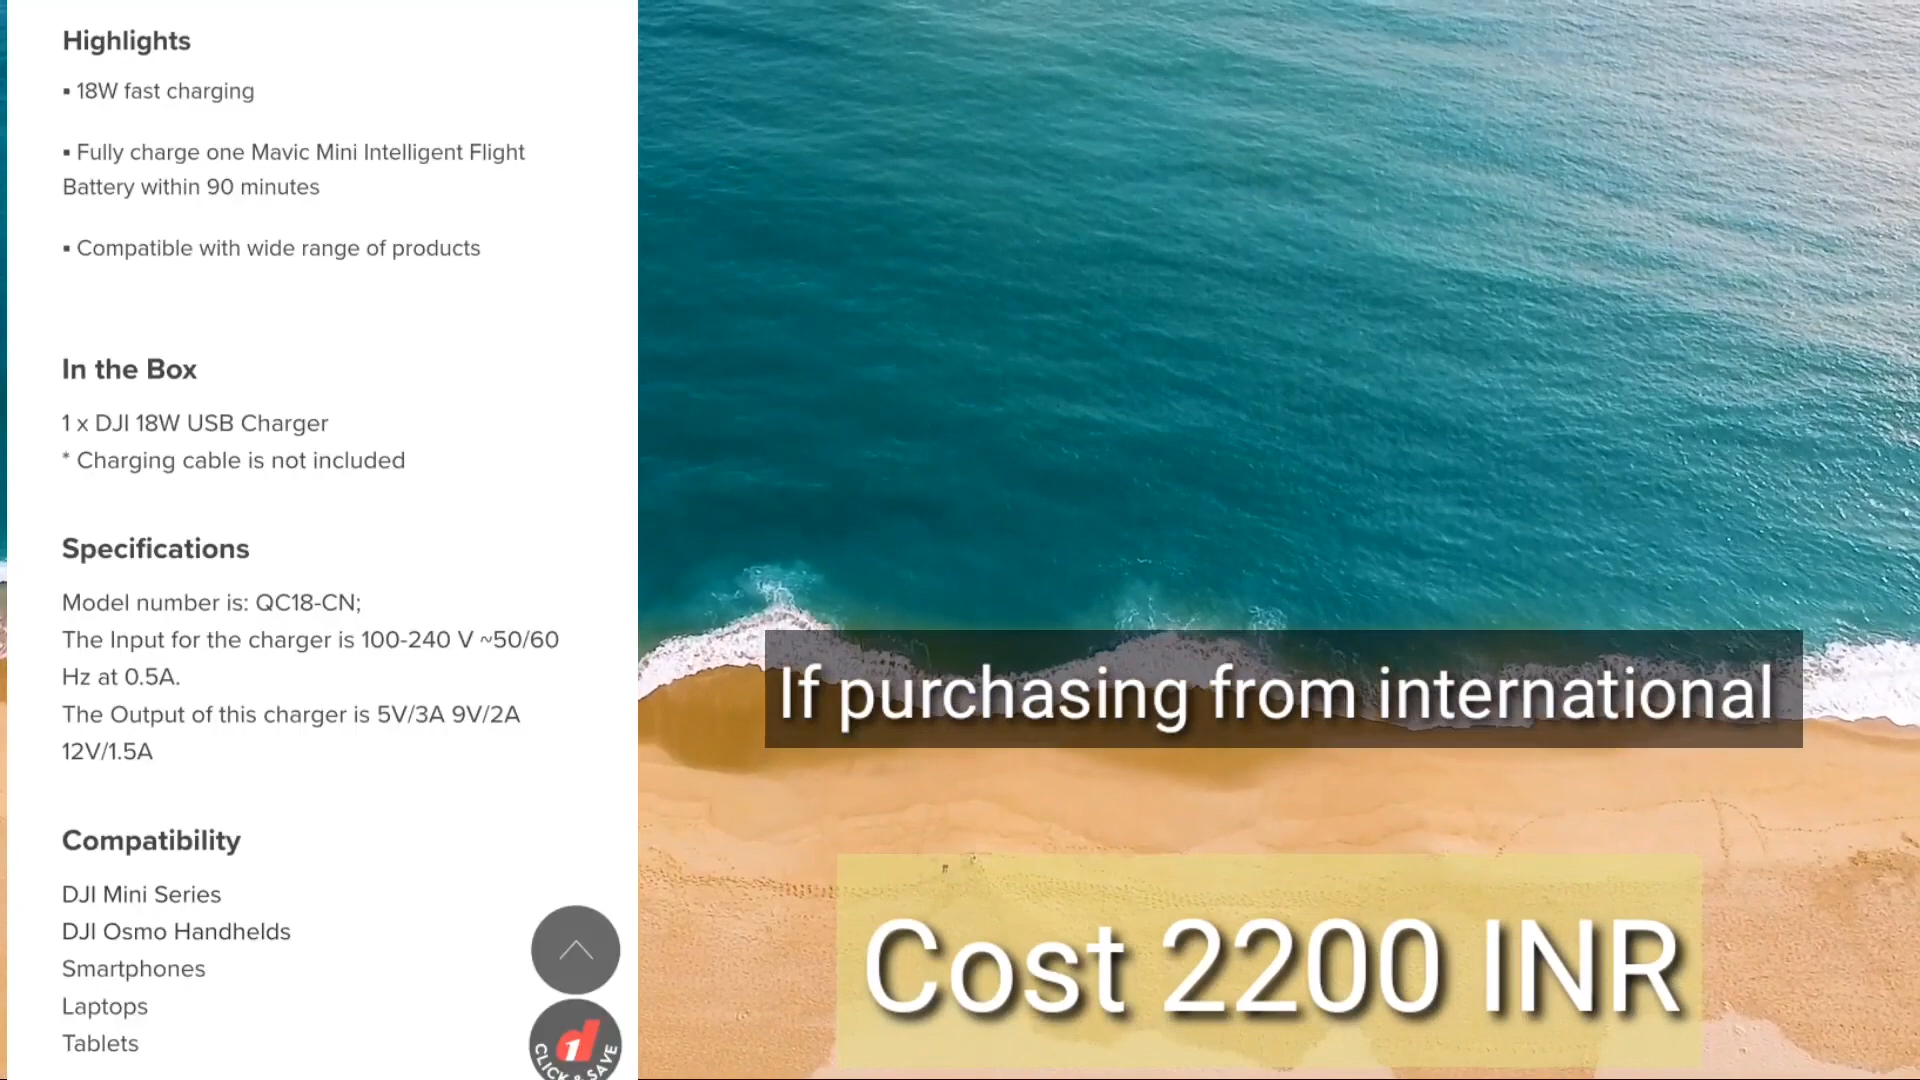 Highlights
▪ 18W fast charging
▪ Fully charge one Mavic Mini Intelligent Flight
Battery within 90 minutes
▪ Compatible with wide range of products
In the Box
1 x DJI 18W USB Charger
* Charging cable is not included
Specifications
Model number is: QC18-CN;
The Input for the charger is 100-240 V ~50/60
Hz at 0.5A.
The Output of this charger is 5V/3A 9V/2A
12V/1.5A
Compatibility
DJI Mini Series
DJI Osmo Handhelds
Smartphones
Laptops
Tablets
d1
CLICK & SAVE
If purchasing from international
Cost 2200 INR